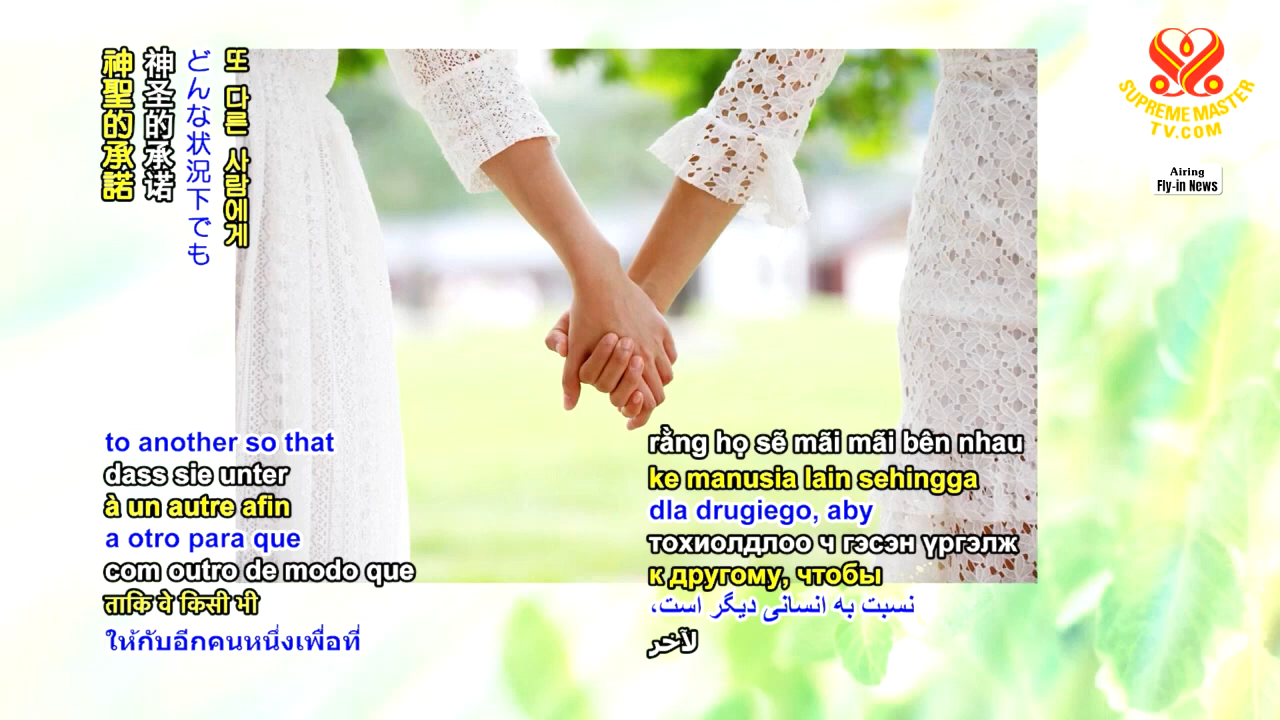 神聖的承諾
神圣的承诺
どんな状況下でも
또 다른 사람에게
SUPREME MASTER
TV.COM
Airing
Fly-in News
to another so that
dass sie unter
à un autre afin
a otro para que
com outro de modo que
ताकि वे किसी भी
ให้กับอีกคนหนึ่งเพื่อที่
rằng họ sẽ mãi mãi bên nhau
ke manusia lain sehingga
dla drugiego, aby
тохиолдлоо ч гэсэн үргэлж
к другому, чтобы
نسبت به انسانی دیگر است،
لآخر